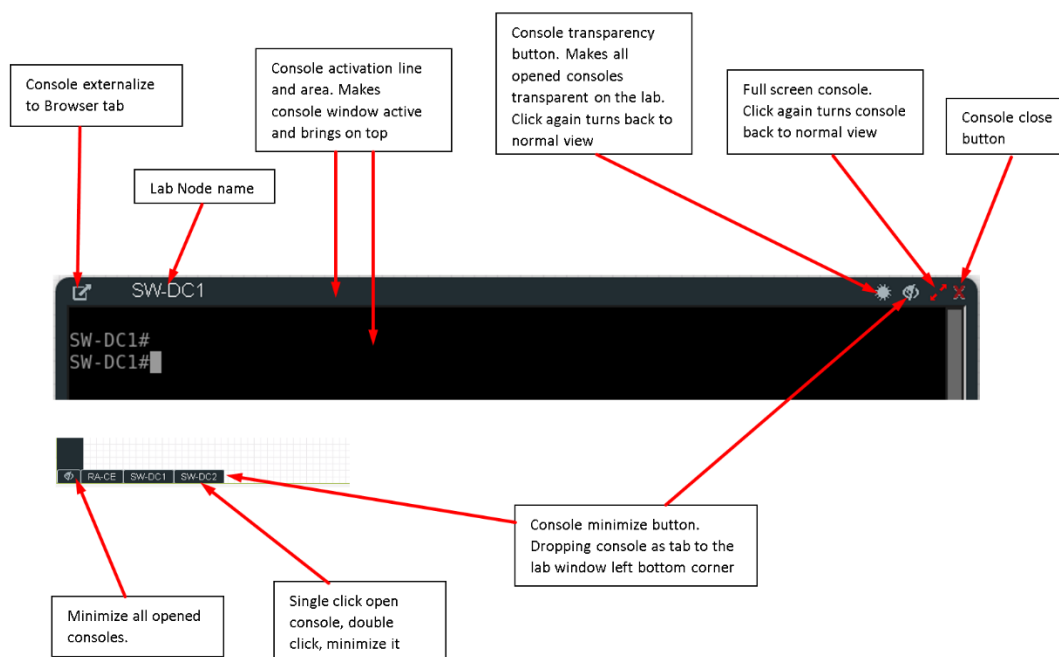 Console externalize
to Browser tab
Console activation line
and area. Makes
console window active
and brings on top
Console transparency
button. Makes all
opened consoles
transparent on the lab.
Click again turns back to
normal view
Full screen console.
Click again turns console
back to normal view
Console close
button
Lab Node name
SW-DC1
SW-DC1#
SW-DC1#
RA-CE SW-DC1 SW-DC2
Console minimize button.
Dropping console as tab to the
lab window left bottom corner
Minimize all opened
consoles.
Single click open
console, double
click, minimize it